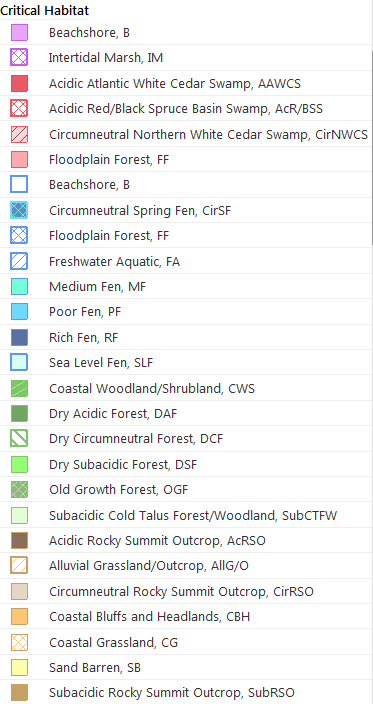 Critical Habitat
Beachshore, B
Intertidal Marsh, IM
Acidic Atlantic White Cedar Swamp, AAWCS
Acidic Red/Black Spruce Basin Swamp, AcR/BSS
Circumneutral Northern White Cedar Swamp, CirNWCS
Floodplain Forest, FF
Beachshore, B
Circumneutral Spring Fen, CirSF
Floodplain Forest, FF
Freshwater Aquatic, FA
Medium Fen, MF
Poor Fen, PF
Rich Fen, RF
Sea Level Fen, SLF
Coastal Woodland/Shrubland, CWS
Dry Acidic Forest, DAF
Dry Circumneutral Forest, DCF
Dry Subacidic Forest, DSF
Old Growth Forest, OGF
Subacidic Cold Talus Forest/Woodland, SubCTFW
Acidic Rocky Summit Outcrop, AcRSO
Alluvial Grassland/Outcrop, AllG/O
Circumneutral Rocky Summit Outcrop, CirRSO
Coastal Bluffs and Headlands, CBH
Coastal Grassland, CG
Sand Barren, SB
Subacidic Rocky Summit Outcrop, SubRSO